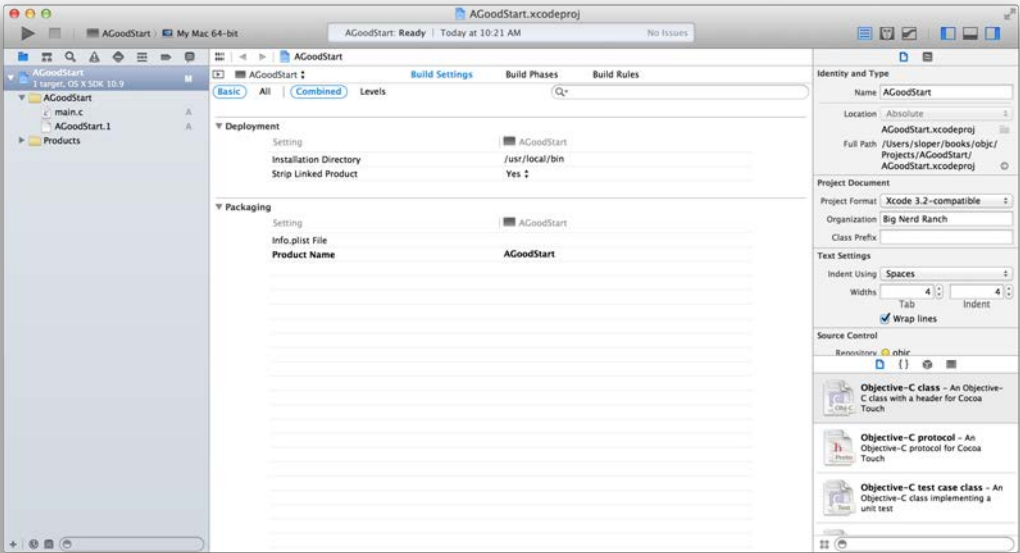 AGoodStart.xcodeproj
AGoodStart My Mac 64-bit
AGoodStart: Ready | Today at 10:21 AM
No Issues
AGoodStart
M
1 target, OS X SDK 10.9
AGoodStart
main.c
A
AGoodStart.1
A
Products
AGoodStart
AGoodStart
Build Settings
Build Phases
Build Rules
Basic
All
Combined
Levels
Deployment
Setting
AGoodStart
Installation Directory
/usr/local/bin
Strip Linked Product
Yes
Packaging
Setting
AGoodStart
Info.plist File
Product Name
AGoodStart
Identity and Type
Name AGoodStart
Location Absolute
AGoodStart.xcodeproj
Full Path /Users/sloper/books/objc/
Projects/AGoodStart/
AGoodStart.xcodeproj
Project Document
Project Format Xcode 3.2-compatible
Organization Big Nerd Ranch
Class Prefix
Text Settings
Indent Using Spaces
Widths 4 4
Tab Indent
Wrap lines
Source Control
Repository objc
{}
Objective-C class - An Objective-
C class with a header for Cocoa
Touch
Objective-C protocol - An
Objective-C protocol for Cocoa
Touch
Objective-C test case class - An
Objective-C class implementing a
unit test